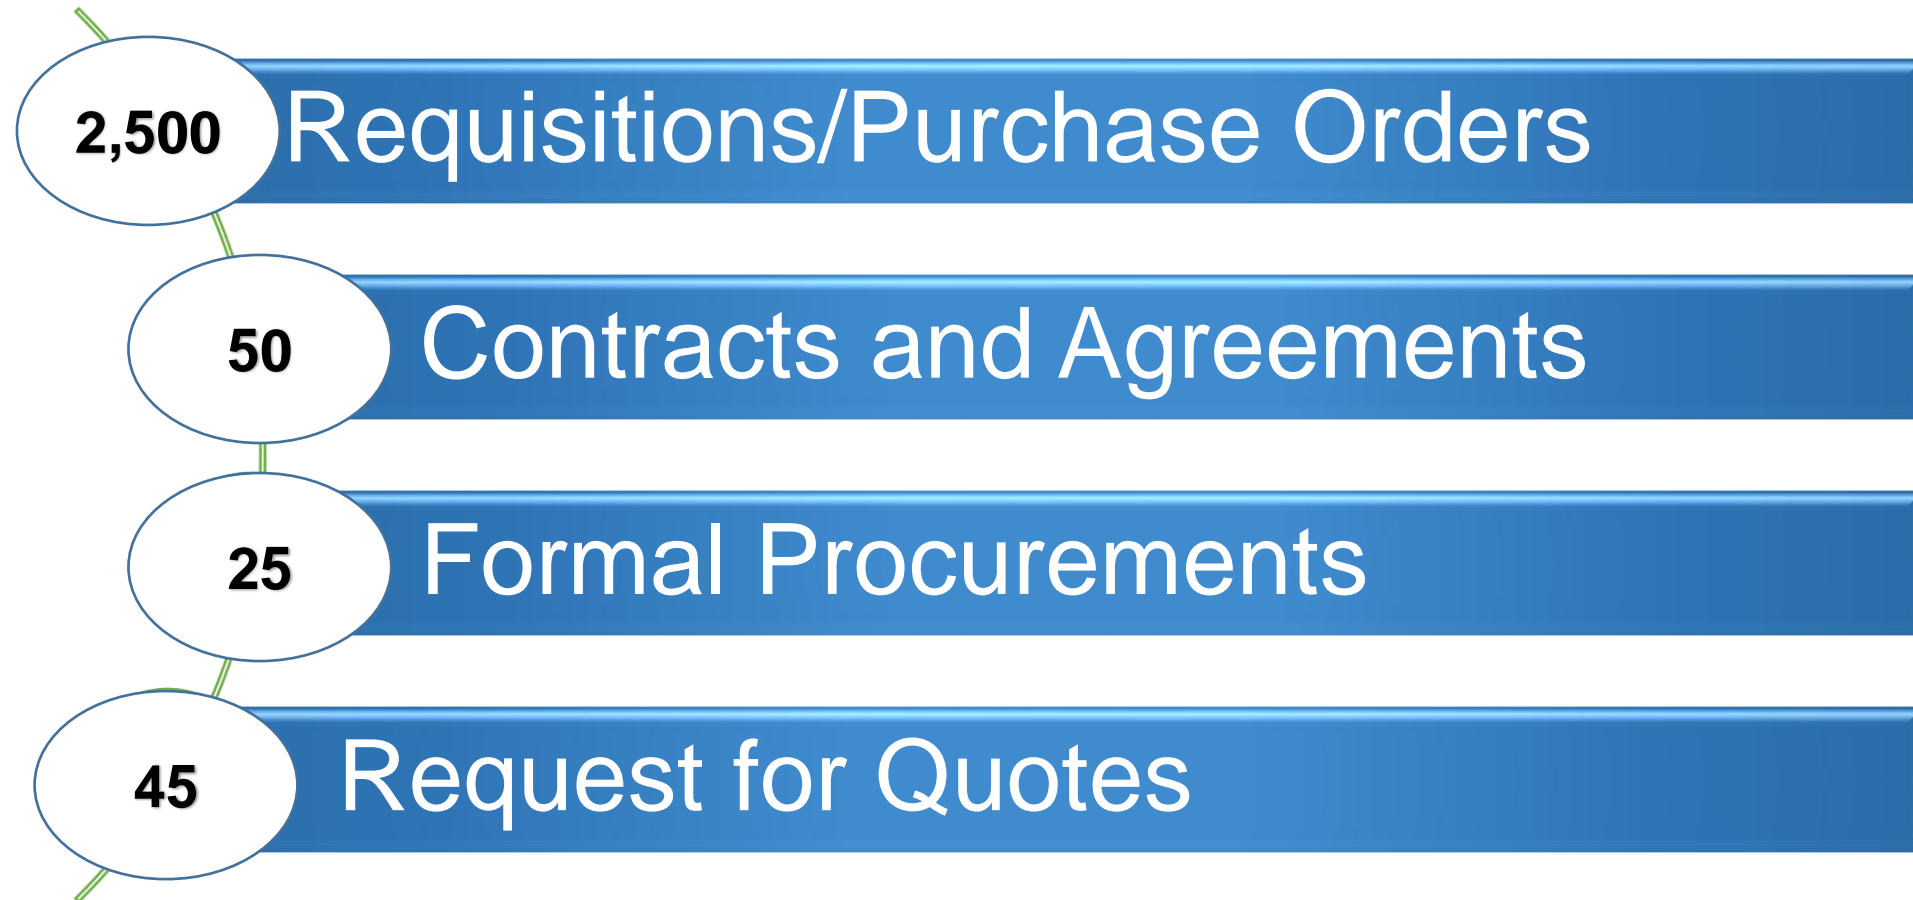 2,500 Requisitions/Purchase Orders
50 Contracts and Agreements
25 Formal Procurements
45 Request for Quotes